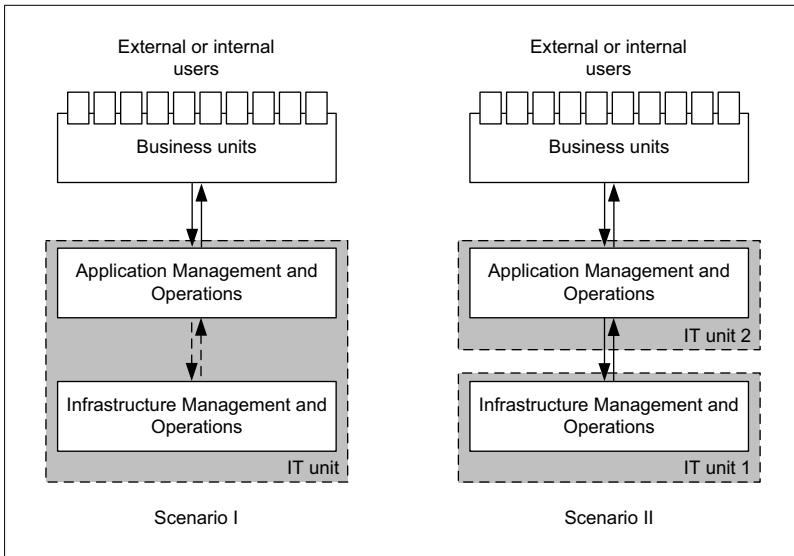 External or internal
users
Business units
Application Management and
Operations
Infrastructure Management and
Operations
IT unit
Scenario I
External or internal
users
Business units
Application Management and
Operations
IT unit 2
Infrastructure Management and
Operations
IT unit 1
Scenario II